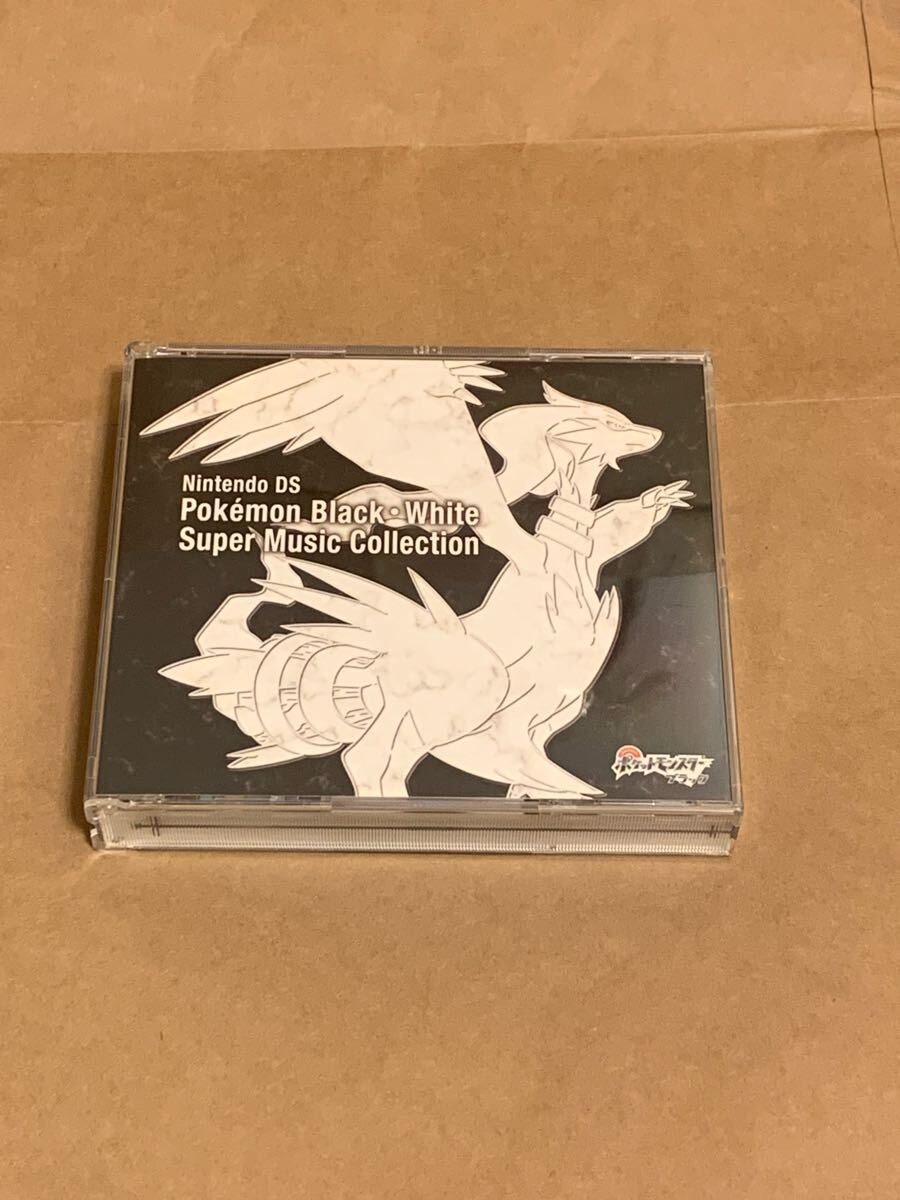 Nintendo DS
Pokémon Black・White
Super Music Collection
ポケットモンスター
ブラック